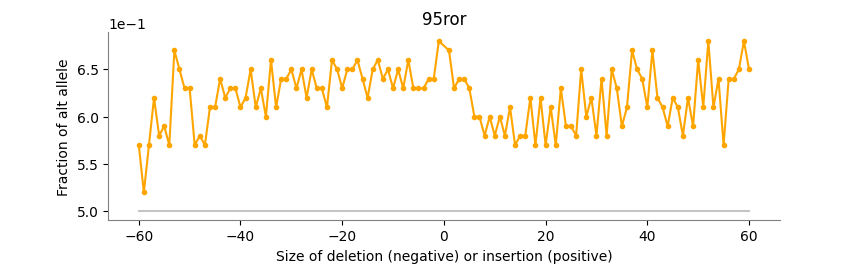 95ror
1e−1
Fraction of alt allele
6.5
6.0
5.5
5.0
−60 −40 −20 0 20 40 60
Size of deletion (negative) or insertion (positive)